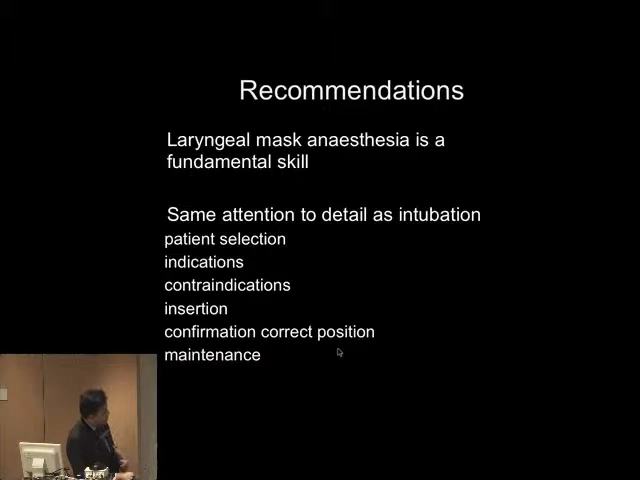 Recommendations
Laryngeal mask anaesthesia is a
fundamental skill
Same attention to detail as intubation
patient selection
indications
contraindications
insertion
confirmation correct position
maintenance